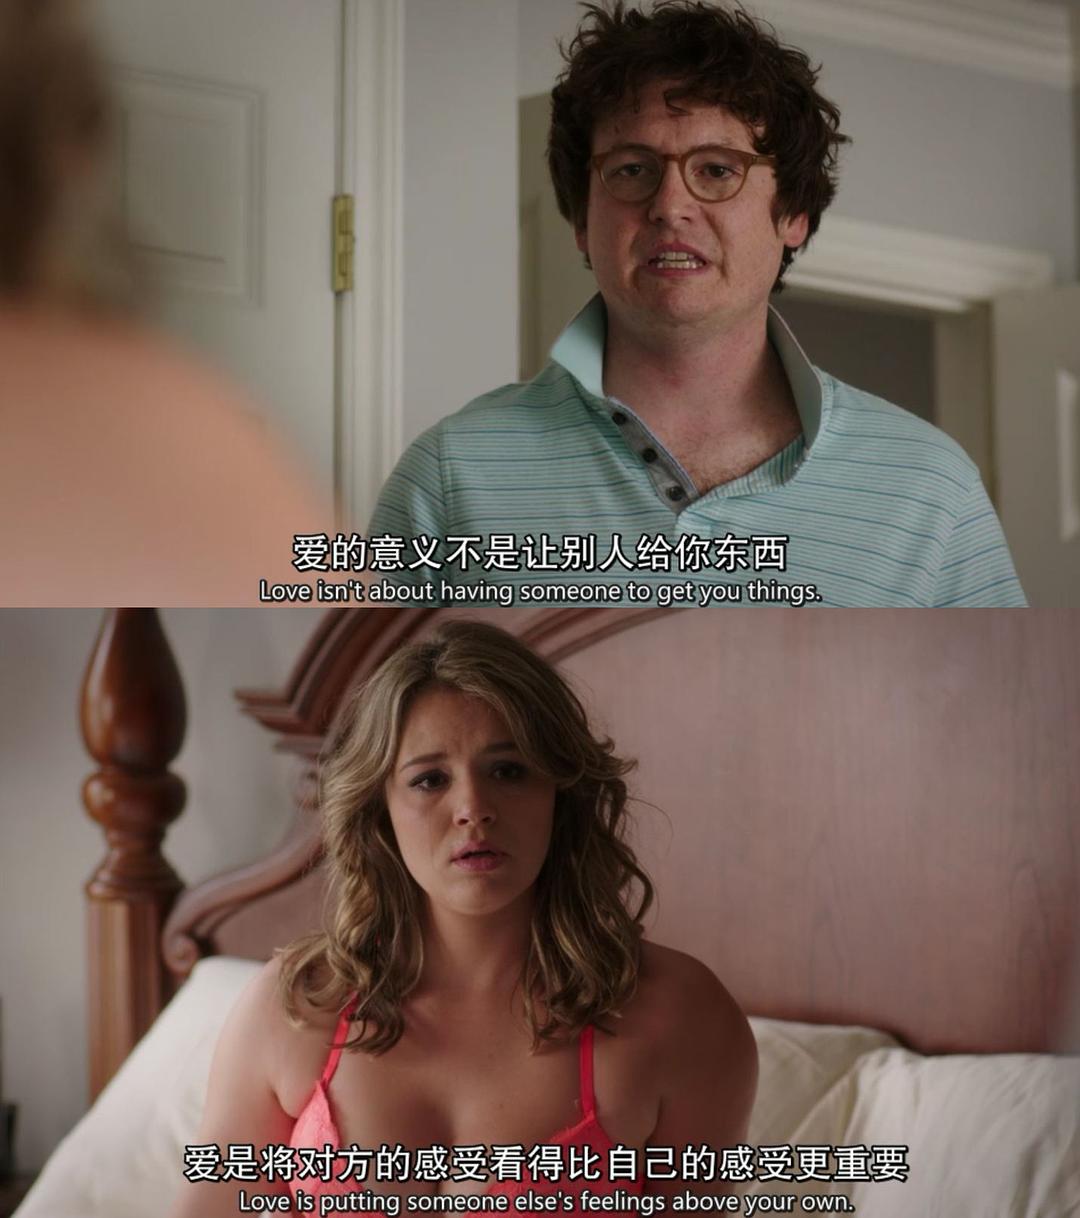 爱的意义不是让别人给你东西
Love isn't about having someone to get you things.
爱是将对方的感受看得比自己的感受更重要
Love is putting someone else's feelings above your own.